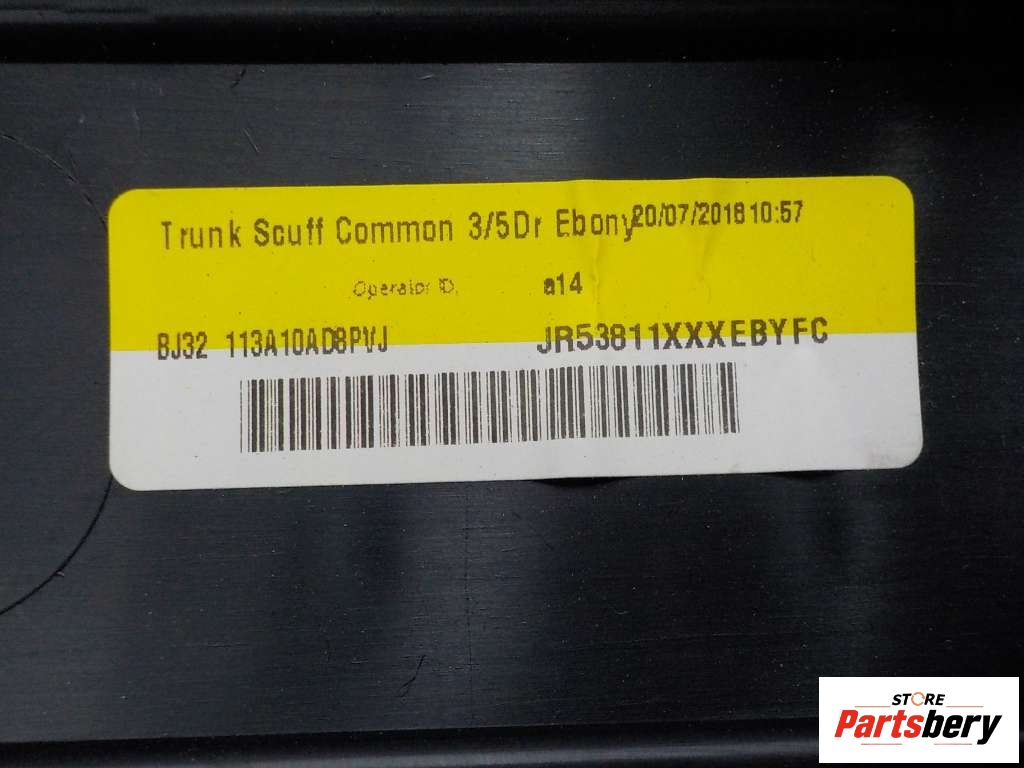 Trunk Scuff Common 3/5Dr Ebony 20/07/2018 10:57
Operator ID. a14
BJ32 113A10AD8PVJ JR53811XXXEBYFC
STORE
Partsbery